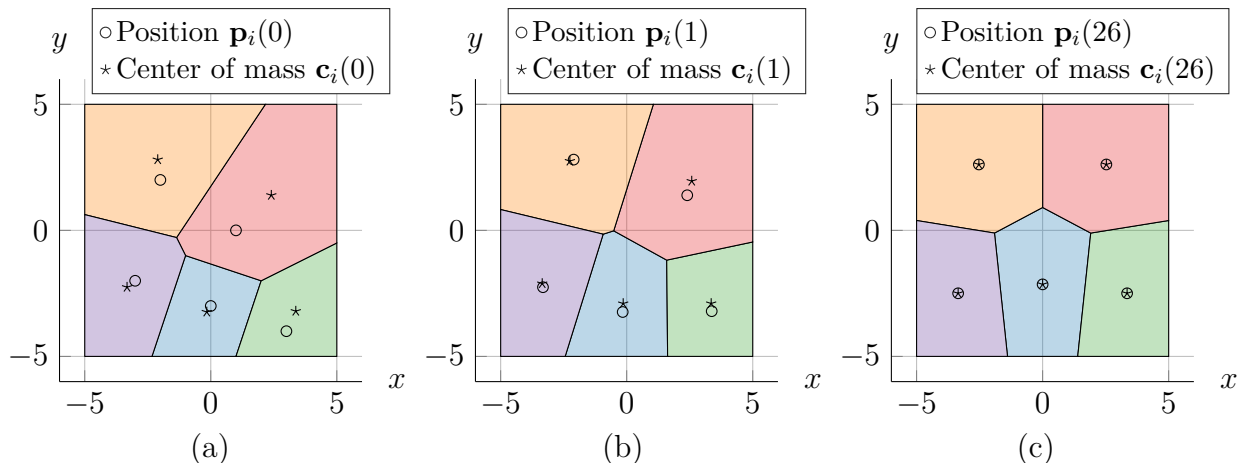 Position p_i(0)
Center of mass c_i(0)
y
5
0
−5
−5 0 5
x
(a)
Position p_i(1)
Center of mass c_i(1)
y
5
0
−5
−5 0 5
x
(b)
Position p_i(26)
Center of mass c_i(26)
y
5
0
−5
−5 0 5
x
(c)